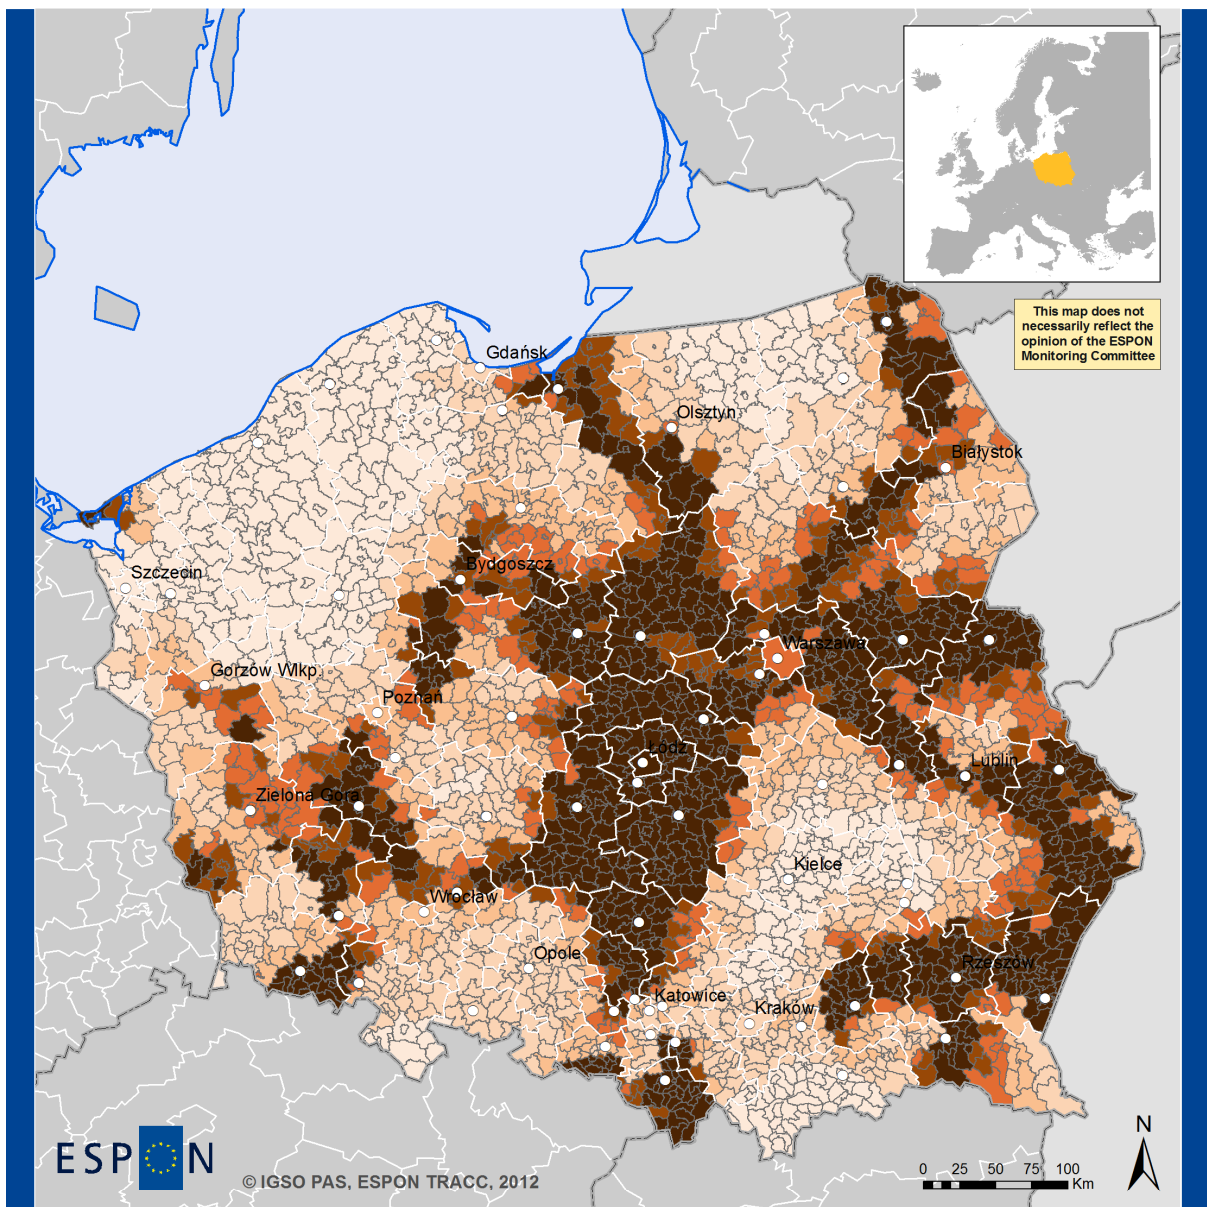 This map does not
necessarily reflect the
opinion of the ESPON
Monitoring Committee
Gdańsk
Olsztyn
Białystok
Szczecin
Bydgoszcz
Warszawa
Gorzów Wlkp.
Poznań
Łódź
Lublin
Zielona Góra
Kielce
Wrocław
Opole
Rzeszów
Katowice
Kraków
ESPON
© IGSO PAS, ESPON TRACC, 2012
N
0 25 50 75 100
Km